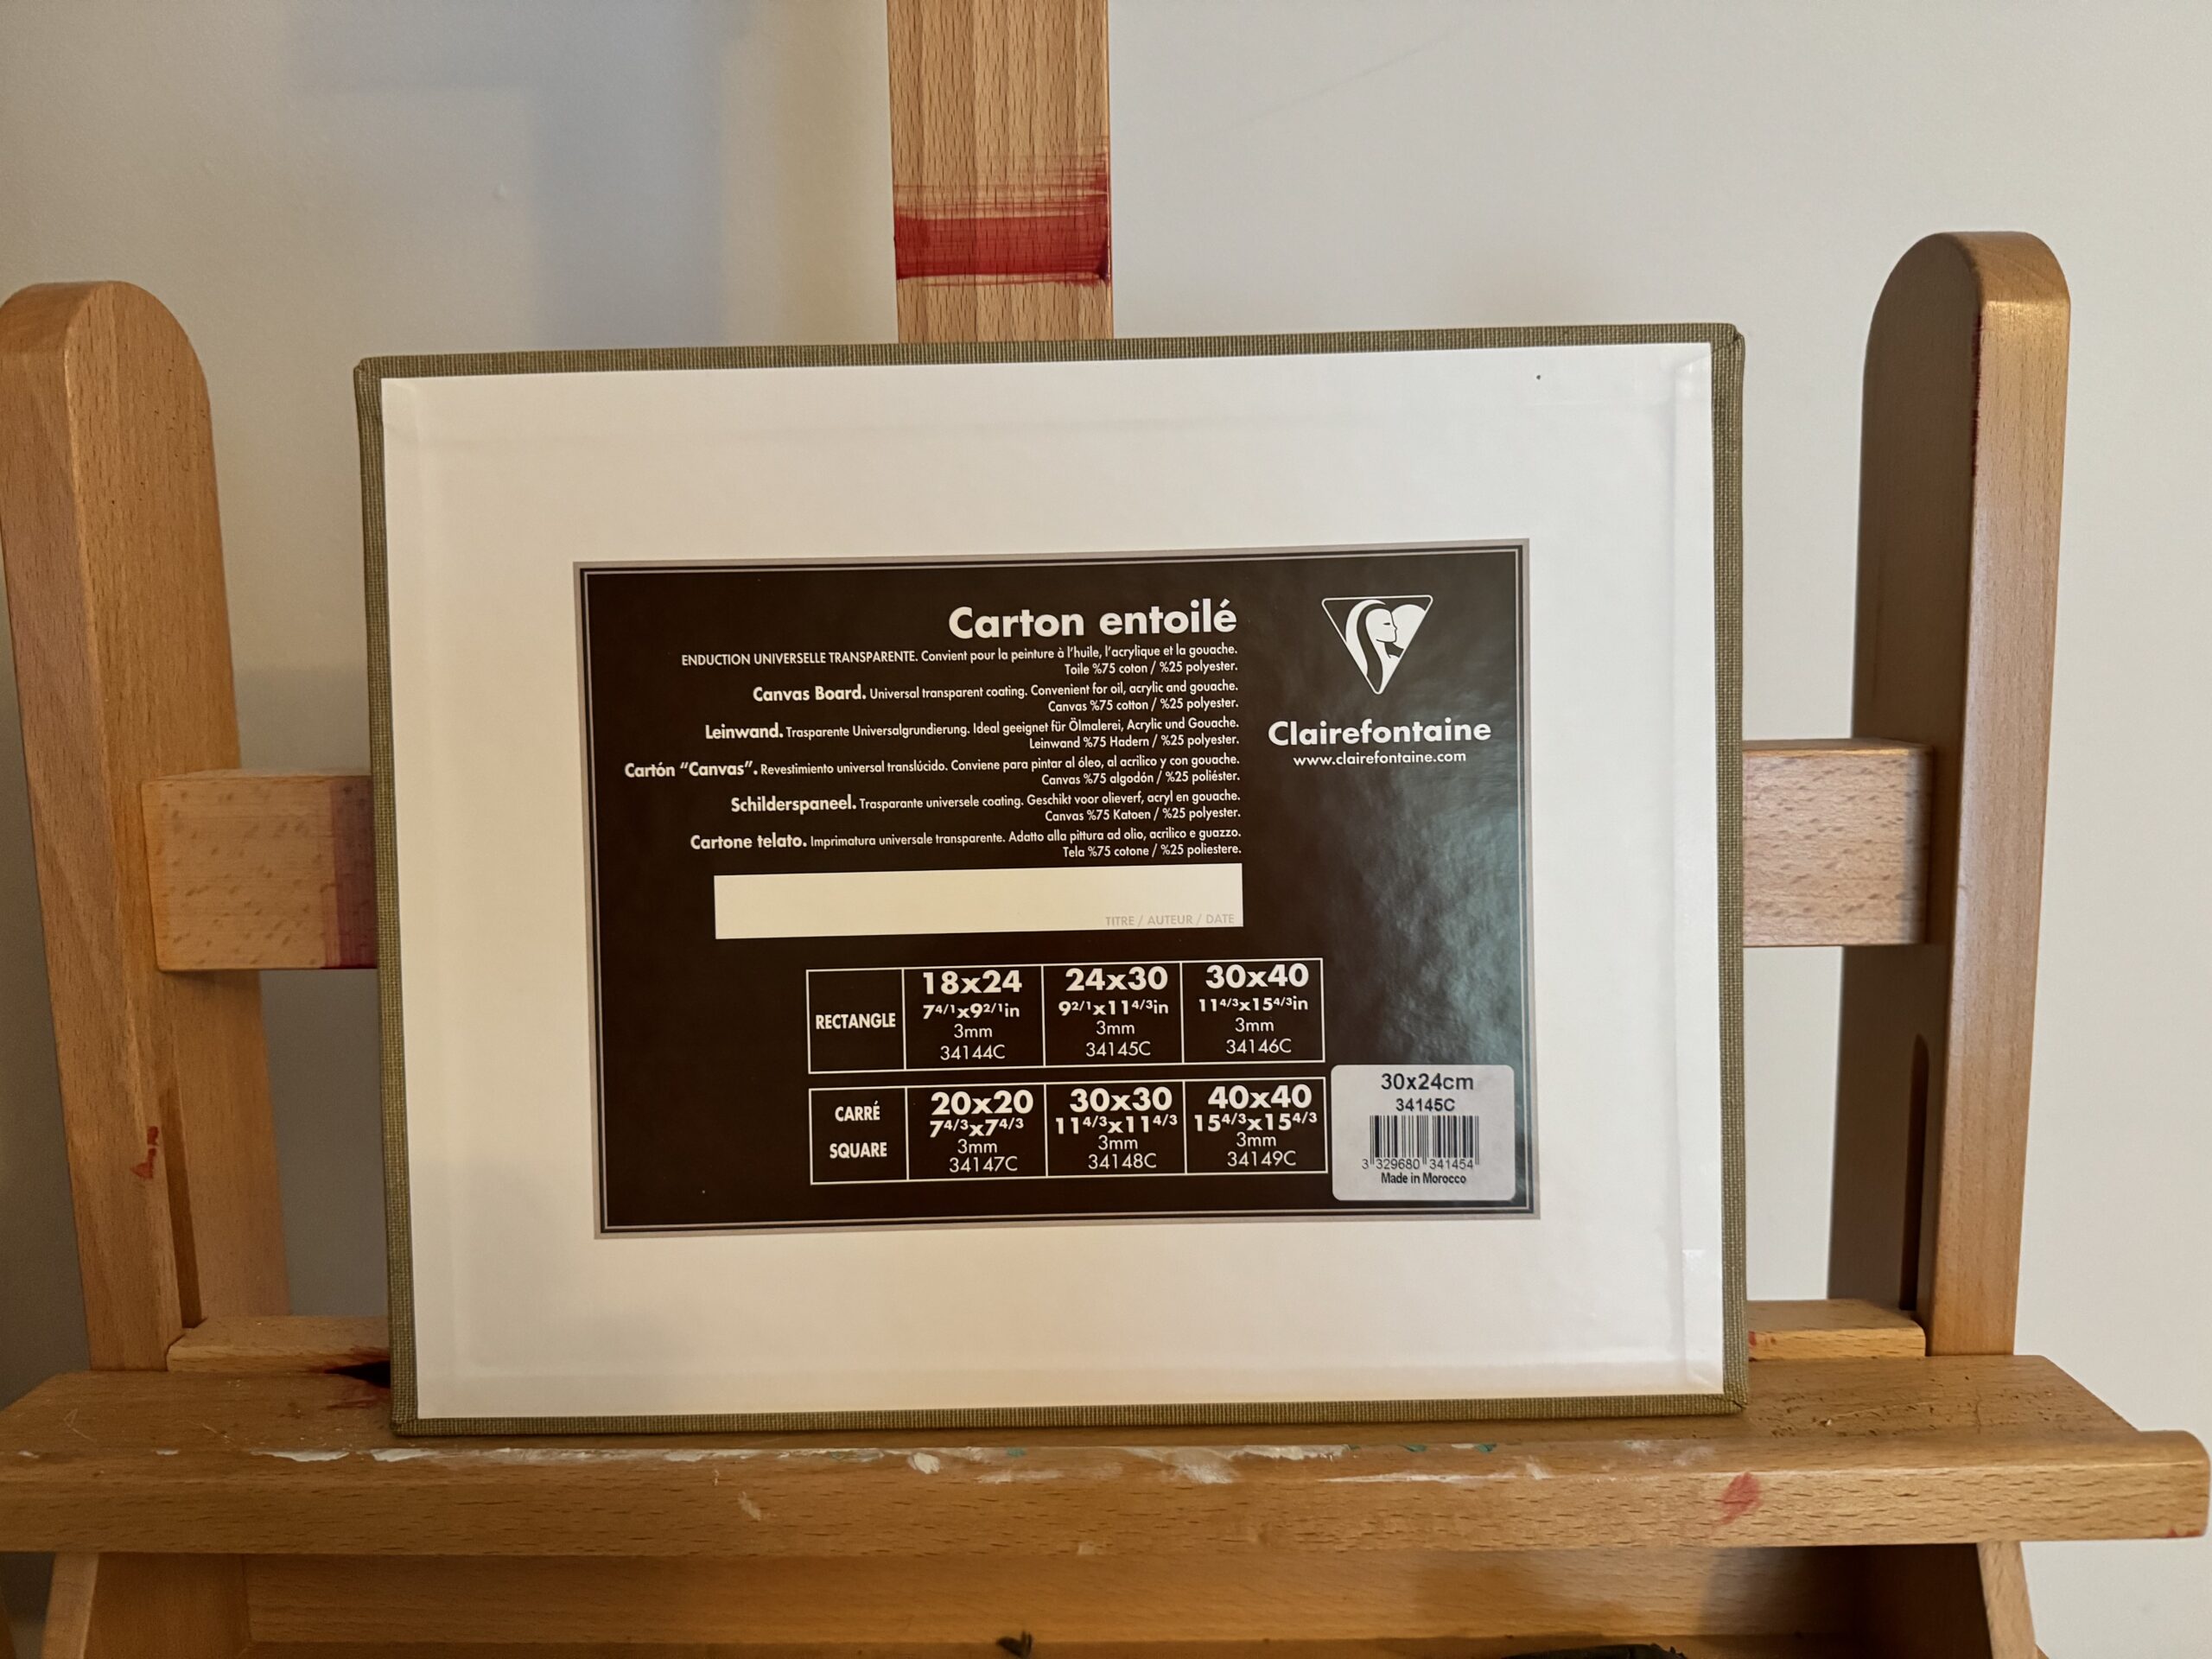 Carton entoilé
ENDUCTION UNIVERSELLE TRANSPARENTE. Convient pour la peinture à l'huile, l'acrylique et la gouache.
Toile %75 coton / %25 polyester.
Canvas Board. Universal transparent coating. Convenient for oil, acrylic and gouache.
Canvas %75 cotton / %25 polyester.
Leinwand. Trasparente Universalgrundierung. Ideal geeignet für Ölmalerei, Acrylic und Gouache.
Leinwand %75 Hadern / %25 polyester.
Cartón “Canvas”. Revestimiento universal translúcido. Conviene para pintar al óleo, al acrilico y con gouache.
Canvas %75 algodón / %25 poliéster.
Schilderspaneel. Trasparante universele coating. Geschikt voor olieverf, acryl en gouache.
Canvas %75 Katoen / %25 polyester.
Cartone telato. Imprimatura universale transparente. Adatto alla pittura ad olio, acrilico e guazzo.
Tela %75 cotone / %25 poliestere.
Clairefontaine
www.clairefontaine.com
TITRE / AUTEUR / DATE
RECTANGLE
18x24
7⁴/¹x9²/¹in
3mm
34144C
24x30
9²/¹x11⁴/³in
3mm
34145C
30x40
11⁴/³x15⁴/³in
3mm
34146C
CARRÉ
SQUARE
20x20
7⁴/³x7⁴/³
3mm
34147C
30x30
11⁴/³x11⁴/³
3mm
34148C
40x40
15⁴/³x15⁴/³
3mm
34149C
30x24cm
34145C
3 329680 341454
Made in Morocco